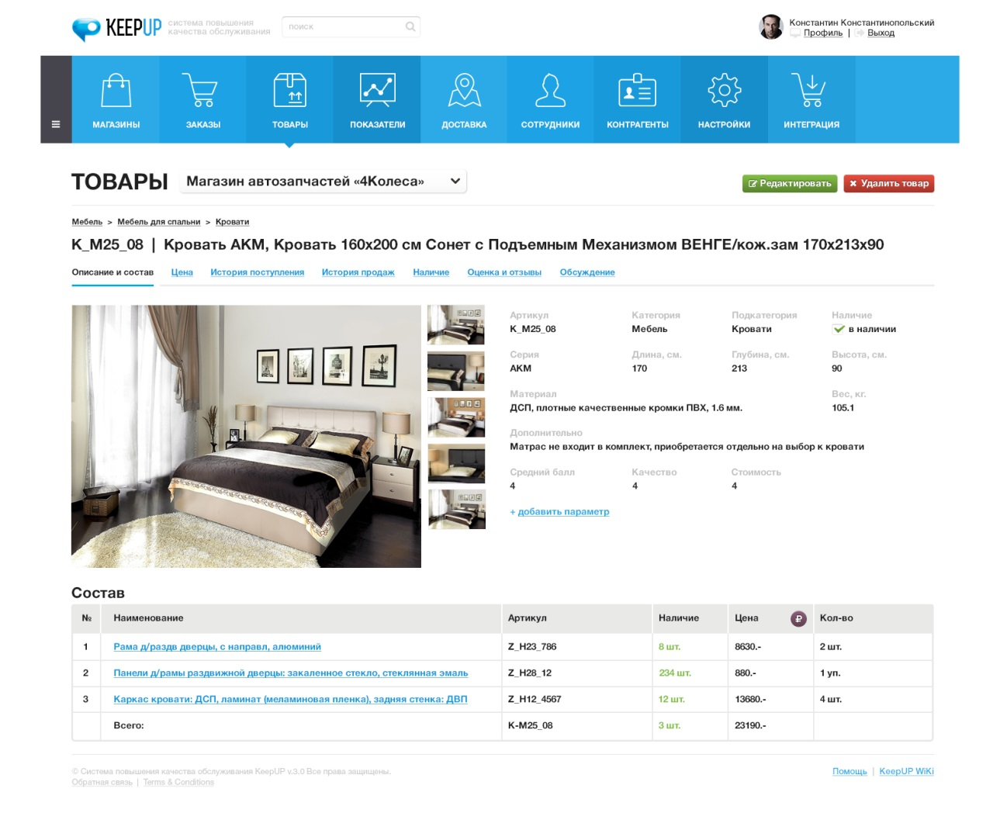 KEEPUP система повышения
качества обслуживания
поиск
Константин Константинопольский
Профиль | Выход
МАГАЗИНЫ ЗАКАЗЫ ТОВАРЫ ПОКАЗАТЕЛИ ДОСТАВКА СОТРУДНИКИ КОНТРАГЕНТЫ НАСТРОЙКИ ИНТЕГРАЦИЯ
ТОВАРЫ Магазин автозапчастей «4Колеса» Редактировать Удалить товар
Мебель > Мебель для спальни > Кровати
K_M25_08 | Кровать АКМ, Кровать 160х200 см Сонет с Подъемным Механизмом ВЕНГЕ/кож.зам 170х213х90
Описание и состав Цена История поступления История продаж Наличие Оценка и отзывы Обсуждение
Артикул Категория Подкатегория Наличие
K_M25_08 Мебель Кровати в наличии
Серия Длина, см. Глубина, см. Высота, см.
АКМ 170 213 90
Материал Вес, кг.
ДСП, плотные качественные кромки ПВХ, 1.6 мм. 105.1
Дополнительно
Матрас не входит в комплект, приобретается отдельно на выбор к кровати
Средний балл Качество Стоимость
4 4 4
+ добавить параметр
Состав
№ Наименование Артикул Наличие Цена ₽ Кол-во
1 Рама д/раздв дверцы, с направл, алюминий Z_H23_786 8 шт. 8630.- 2 шт.
2 Панели д/рамы раздвижной дверцы: закаленное стекло, стеклянная эмаль Z_H28_12 234 шт. 880.- 1 уп.
3 Каркас кровати: ДСП, ламинат (меламиновая пленка), задняя стенка: ДВП Z_H12_4567 12 шт. 13680.- 4 шт.
Всего: K-M25_08 3 шт. 23190.-
© Система повышения качества обслуживания KeepUP v.3.0 Все права защищены. Помощь | KeepUP WiKi
Обратная связь | Terms & Conditions